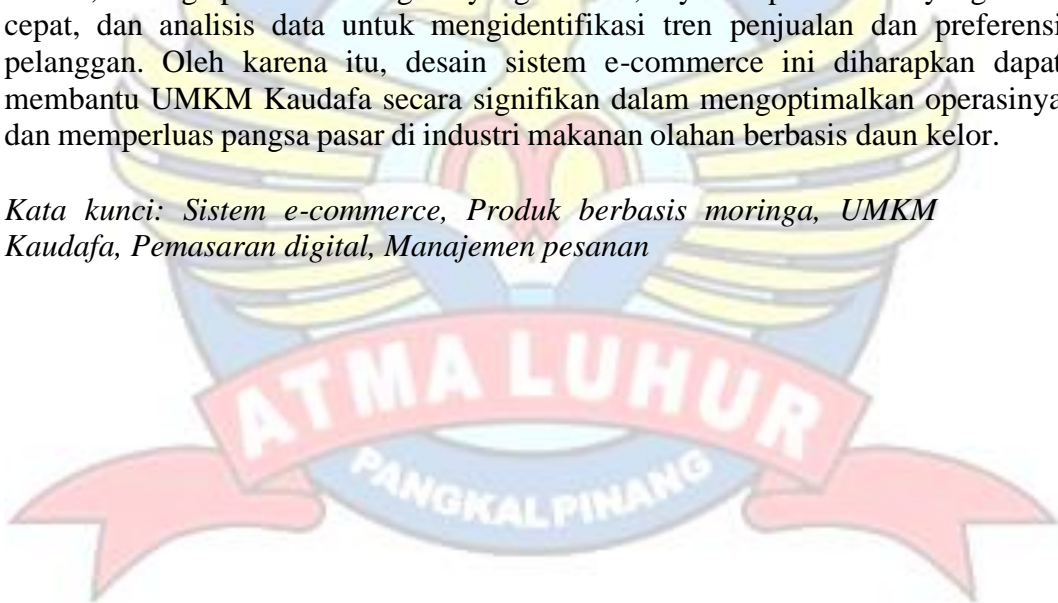 cepat, dan analisis data untuk mengidentifikasi tren penjualan dan preferensi
pelanggan. Oleh karena itu, desain sistem e-commerce ini diharapkan dapat
membantu UMKM Kaudafa secara signifikan dalam mengoptimalkan operasinya
dan memperluas pangsa pasar di industri makanan olahan berbasis daun kelor.
Kata kunci: Sistem e-commerce, Produk berbasis moringa, UMKM
Kaudafa, Pemasaran digital, Manajemen pesanan
ATMA LUHUR
PANGKALPINANG